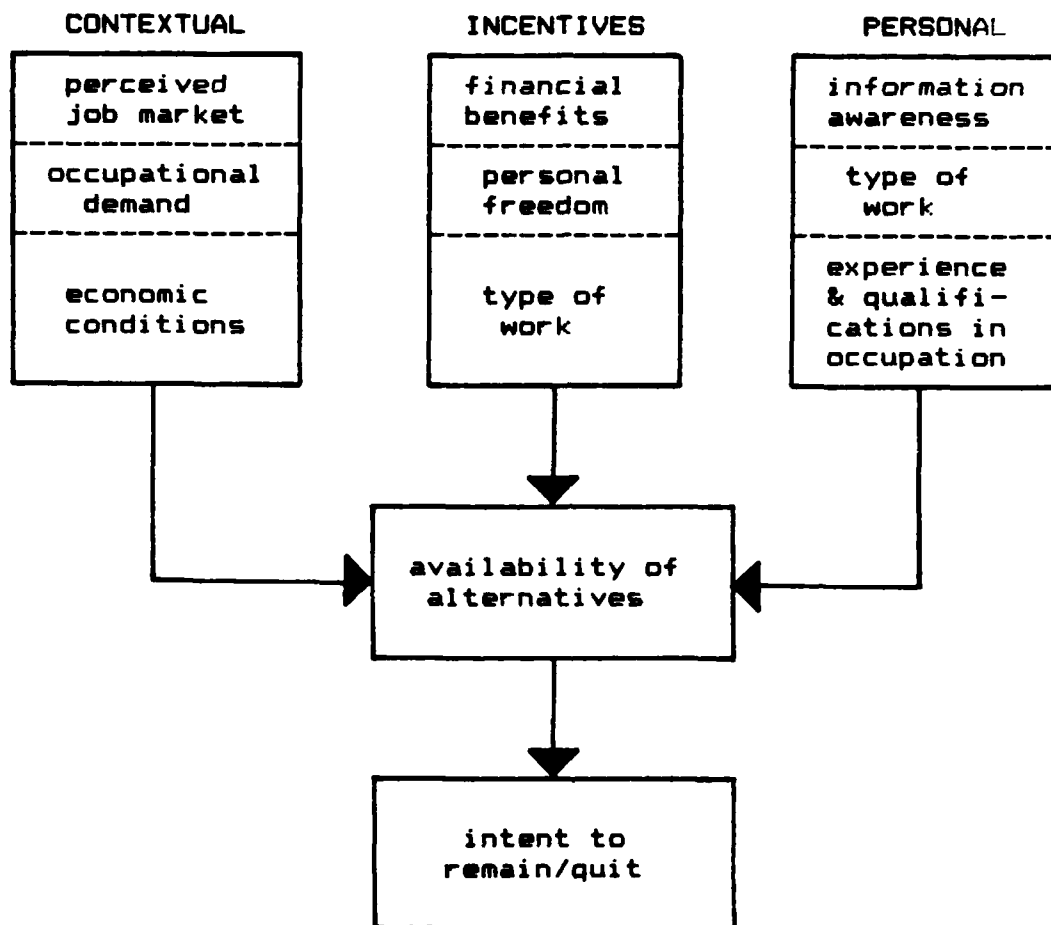 CONTEXTUAL
perceived
job market
occupational
demand
economic
conditions
INCENTIVES
financial
benefits
personal
freedom
type of
work
PERSONAL
information
awareness
type of
work
experience
& qualifi-
cations in
occupation
availability of
alternatives
intent to
remain/quit